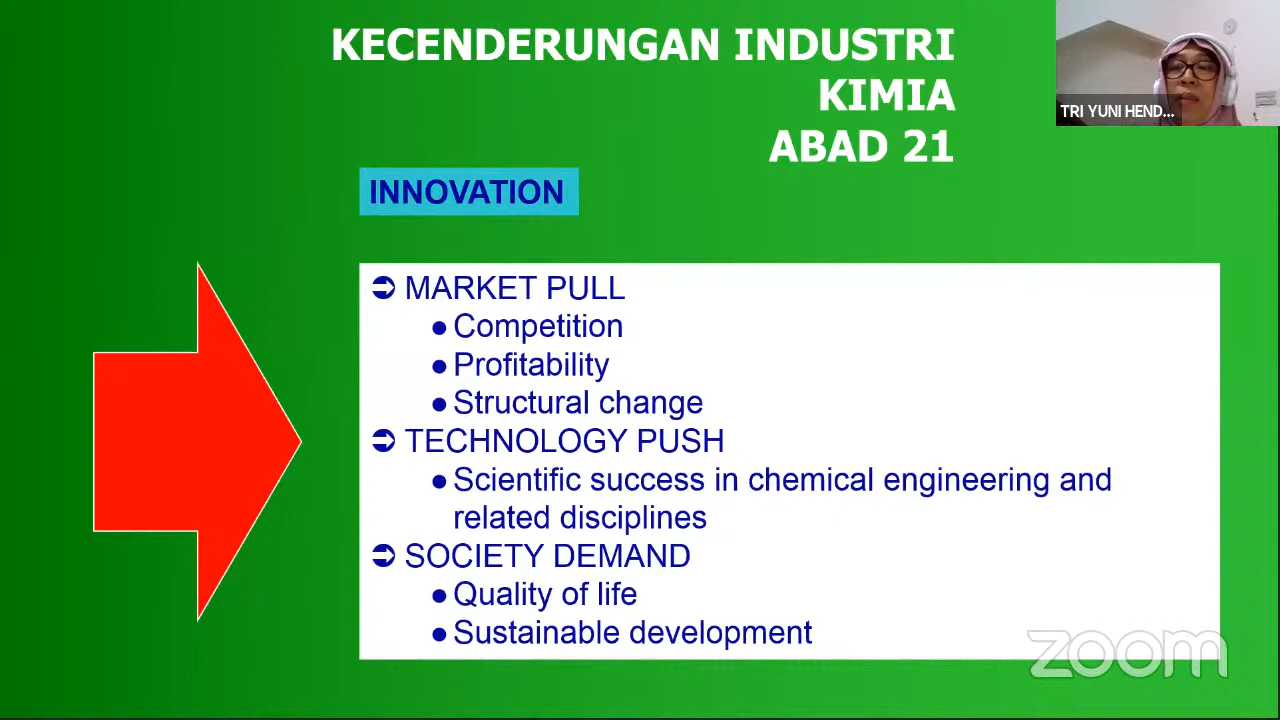 KECENDERUNGAN INDUSTRI
KIMIA
ABAD 21
TRI YUNI HEND...
INNOVATION
➲ MARKET PULL
● Competition
● Profitability
● Structural change
➲ TECHNOLOGY PUSH
● Scientific success in chemical engineering and
related disciplines
➲ SOCIETY DEMAND
● Quality of life
● Sustainable development
zoom